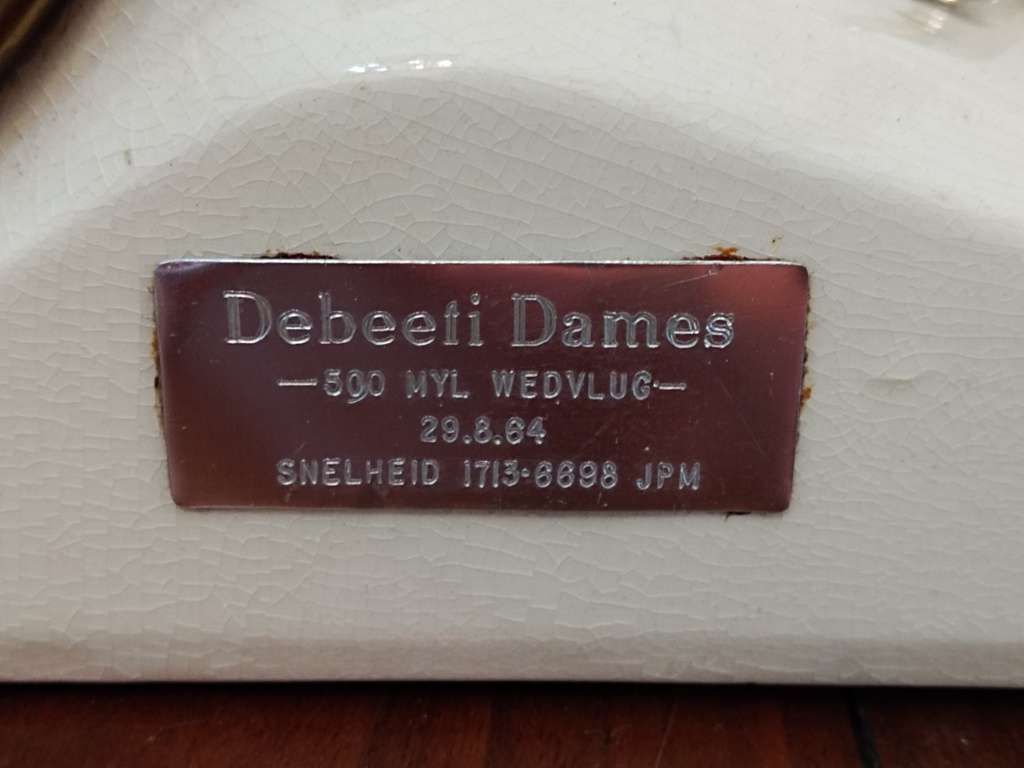 Debeeti Dames
—500 MYL WEDVLUG—
29.8.64
SNELHEID 1713·6698 JPM